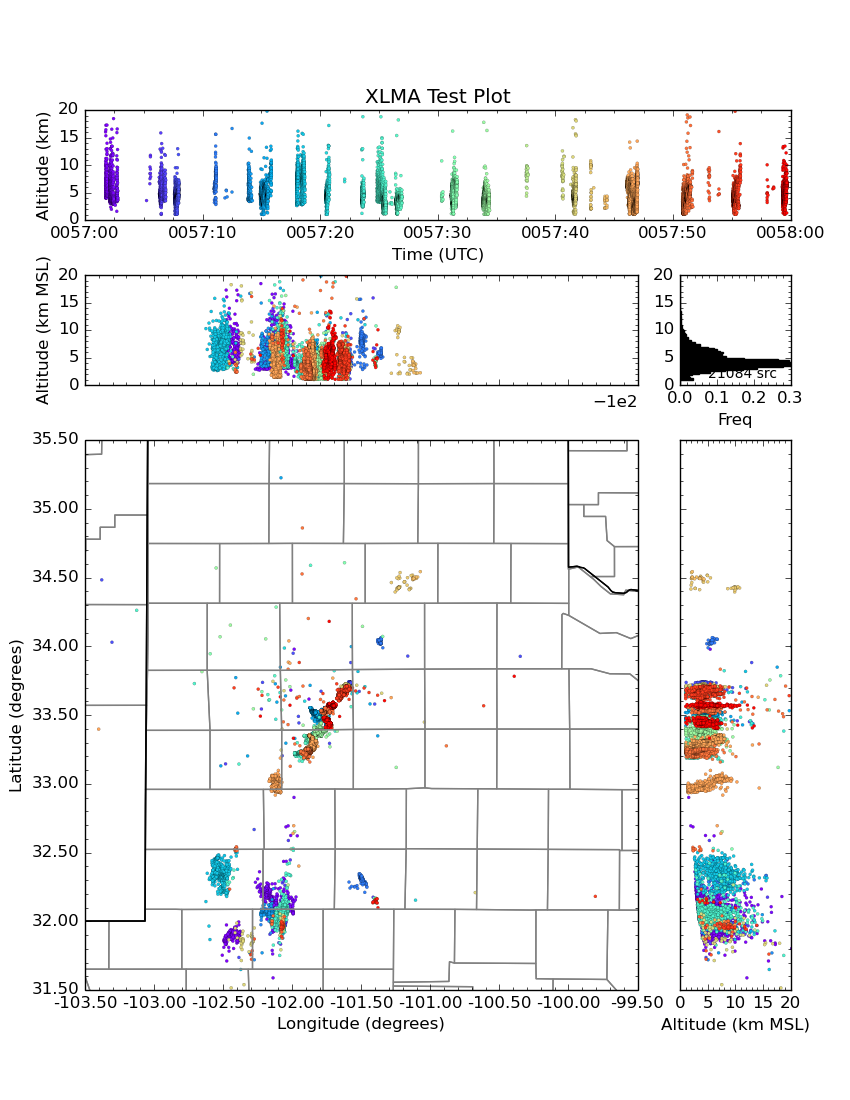 XLMA Test Plot
20
15
10
5
0
Altitude (km)
0057:00 0057:10 0057:20 0057:30 0057:40 0057:50 0058:00
Time (UTC)
20
15
10
5
0
Altitude (km MSL)
−1e2
20
15
10
5
0
21084 src
0.0 0.1 0.2 0.3
Freq
35.50
35.00
34.50
34.00
33.50
33.00
32.50
32.00
31.50
Latitude (degrees)
-103.50 -103.00 -102.50 -102.00 -101.50 -101.00 -100.50 -100.00 -99.50
Longitude (degrees)
0 5 10 15 20
Altitude (km MSL)